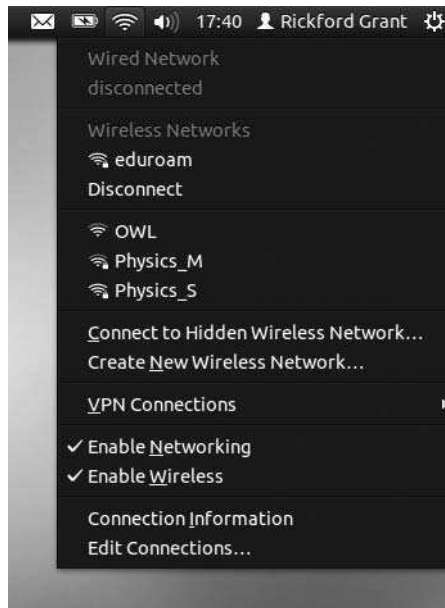 17:40 Rickford Grant
Wired Network
disconnected
Wireless Networks
eduroam
Disconnect
OWL
Physics_M
Physics_S
Connect to Hidden Wireless Network...
Create New Wireless Network...
VPN Connections
Enable Networking
Enable Wireless
Connection Information
Edit Connections...